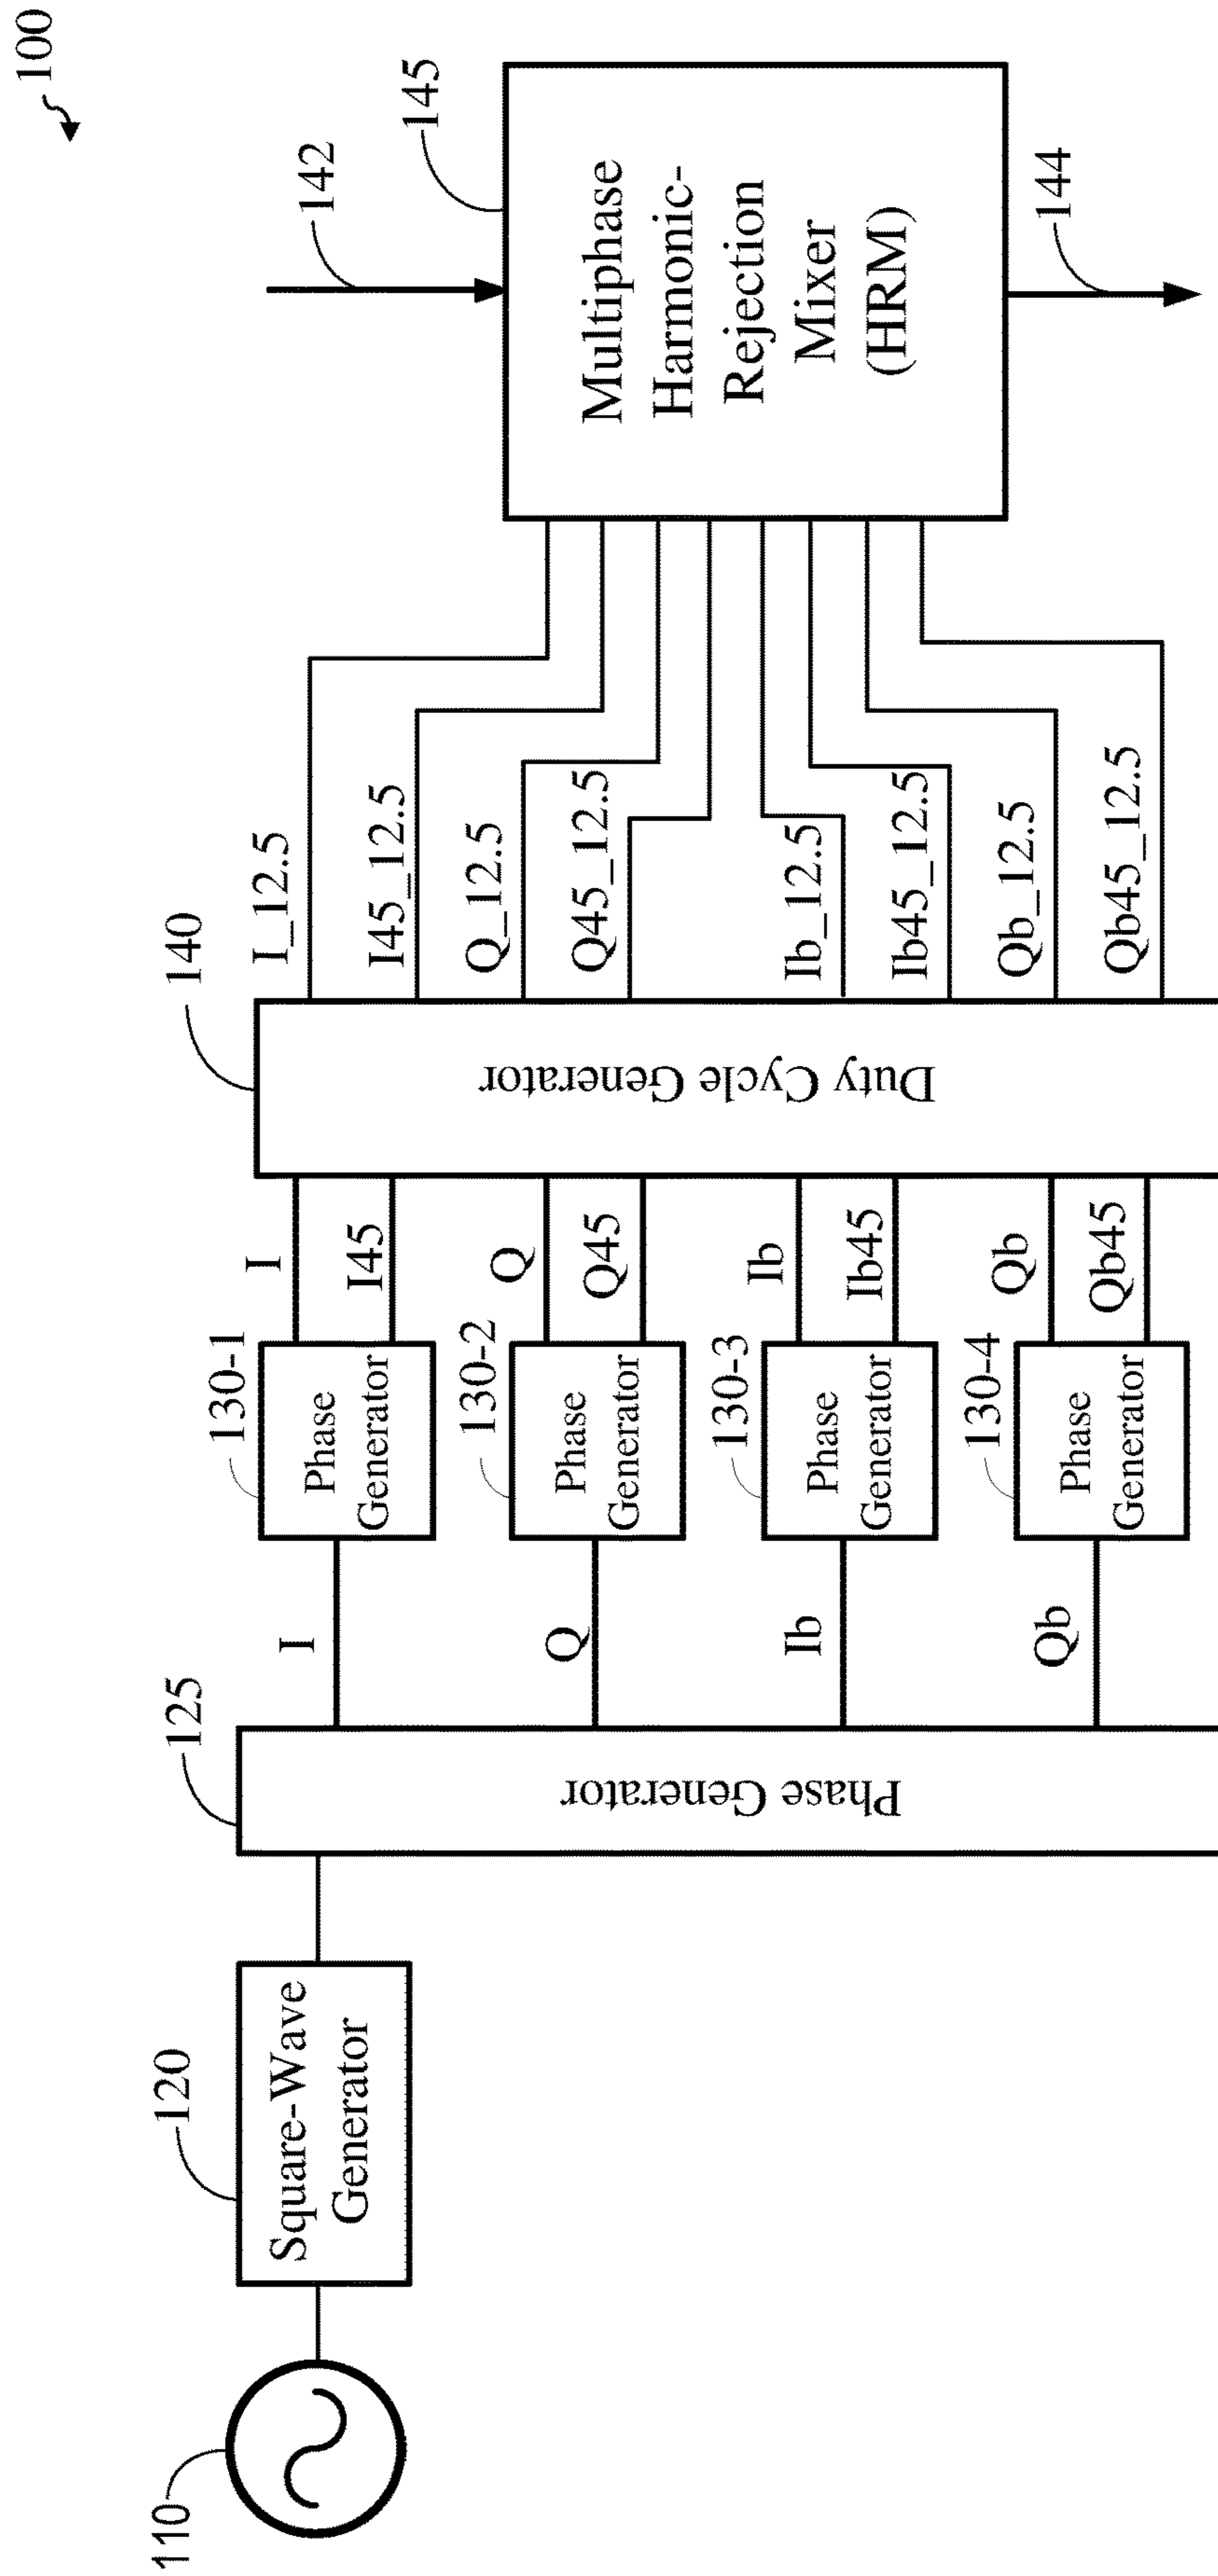 100
110
120
Square-Wave
Generator
125
Phase Generator
I
Q
Ib
Qb
130-1
Phase
Generator
130-2
Phase
Generator
130-3
Phase
Generator
130-4
Phase
Generator
I
I45
Q
Q45
Ib
Ib45
Qb
Qb45
140
Duty Cycle Generator
I_12.5
I45_12.5
Q_12.5
Q45_12.5
Ib_12.5
Ib45_12.5
Qb_12.5
Qb45_12.5
142
145
Multiphase
Harmonic-
Rejection
Mixer
(HRM)
144